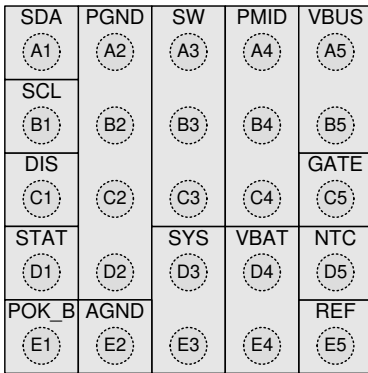 SDA PGND SW PMID VBUS
A1 A2 A3 A4 A5
SCL
B1 B2 B3 B4 B5
DIS GATE
C1 C2 C3 C4 C5
STAT SYS VBAT NTC
D1 D2 D3 D4 D5
POK_B AGND REF
E1 E2 E3 E4 E5